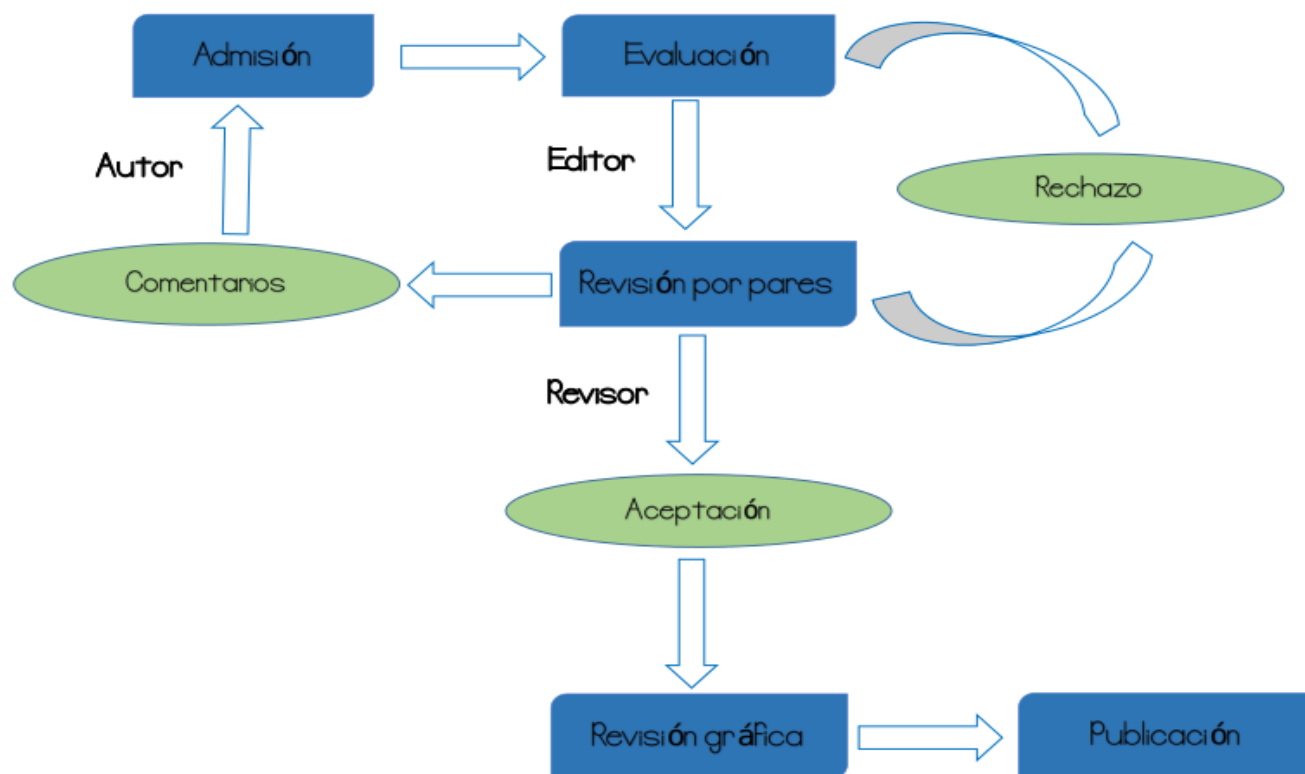 Admisión
Evaluación
Autor
Editor
Rechazo
Comentarios
Revisión por pares
Revisor
Aceptación
Revisión gráfica
Publicación